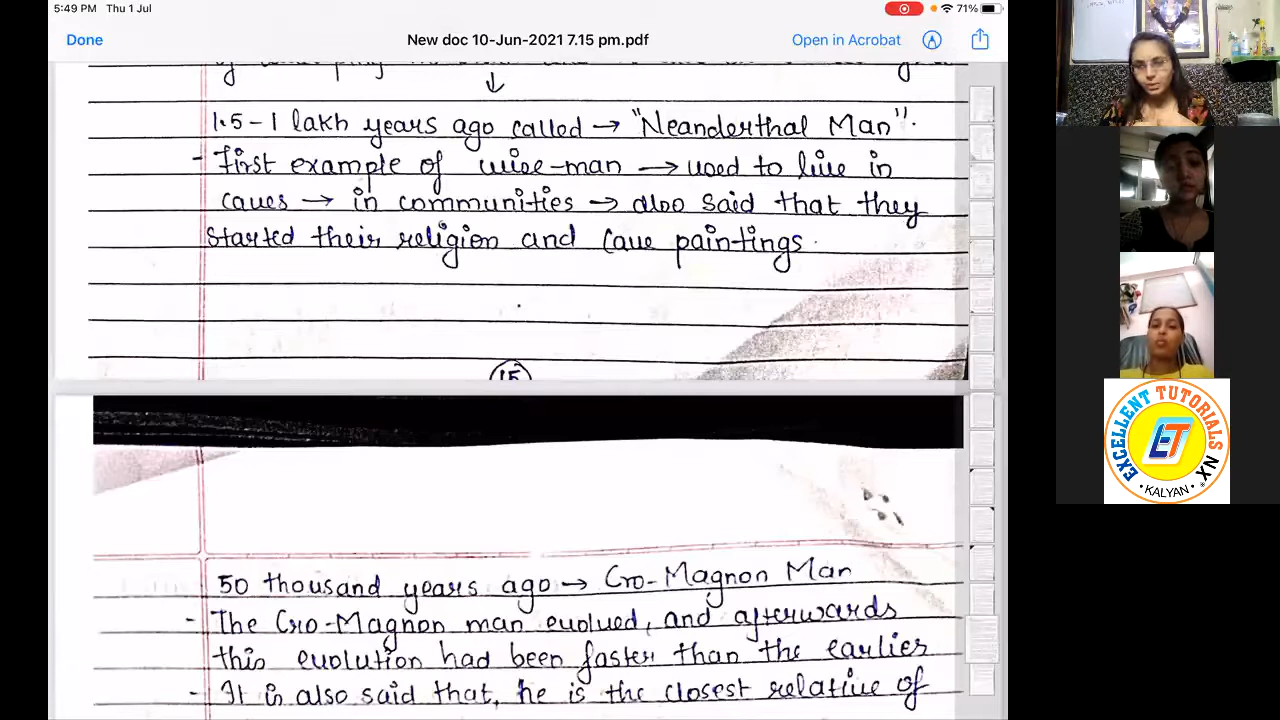 5:49 PM Thu 1 Jul
71%
Done
New doc 10-Jun-2021 7.15 pm.pdf
Open in Acrobat
1.5-1 lakh years ago called → "Neanderthal Man".
- First example of wise-man → used to live in
caves → in communities → also said that they
started their religion and cave paintings.
15
50 thousand years ago → Cro-Magnon Man
- The Cro-Magnon man evolved, and afterwards
this evolution had been faster than the earlier
- It is also said that, he is the closest relative of
EXCELLENT TUTORIALS NX
ET
• KALYAN •